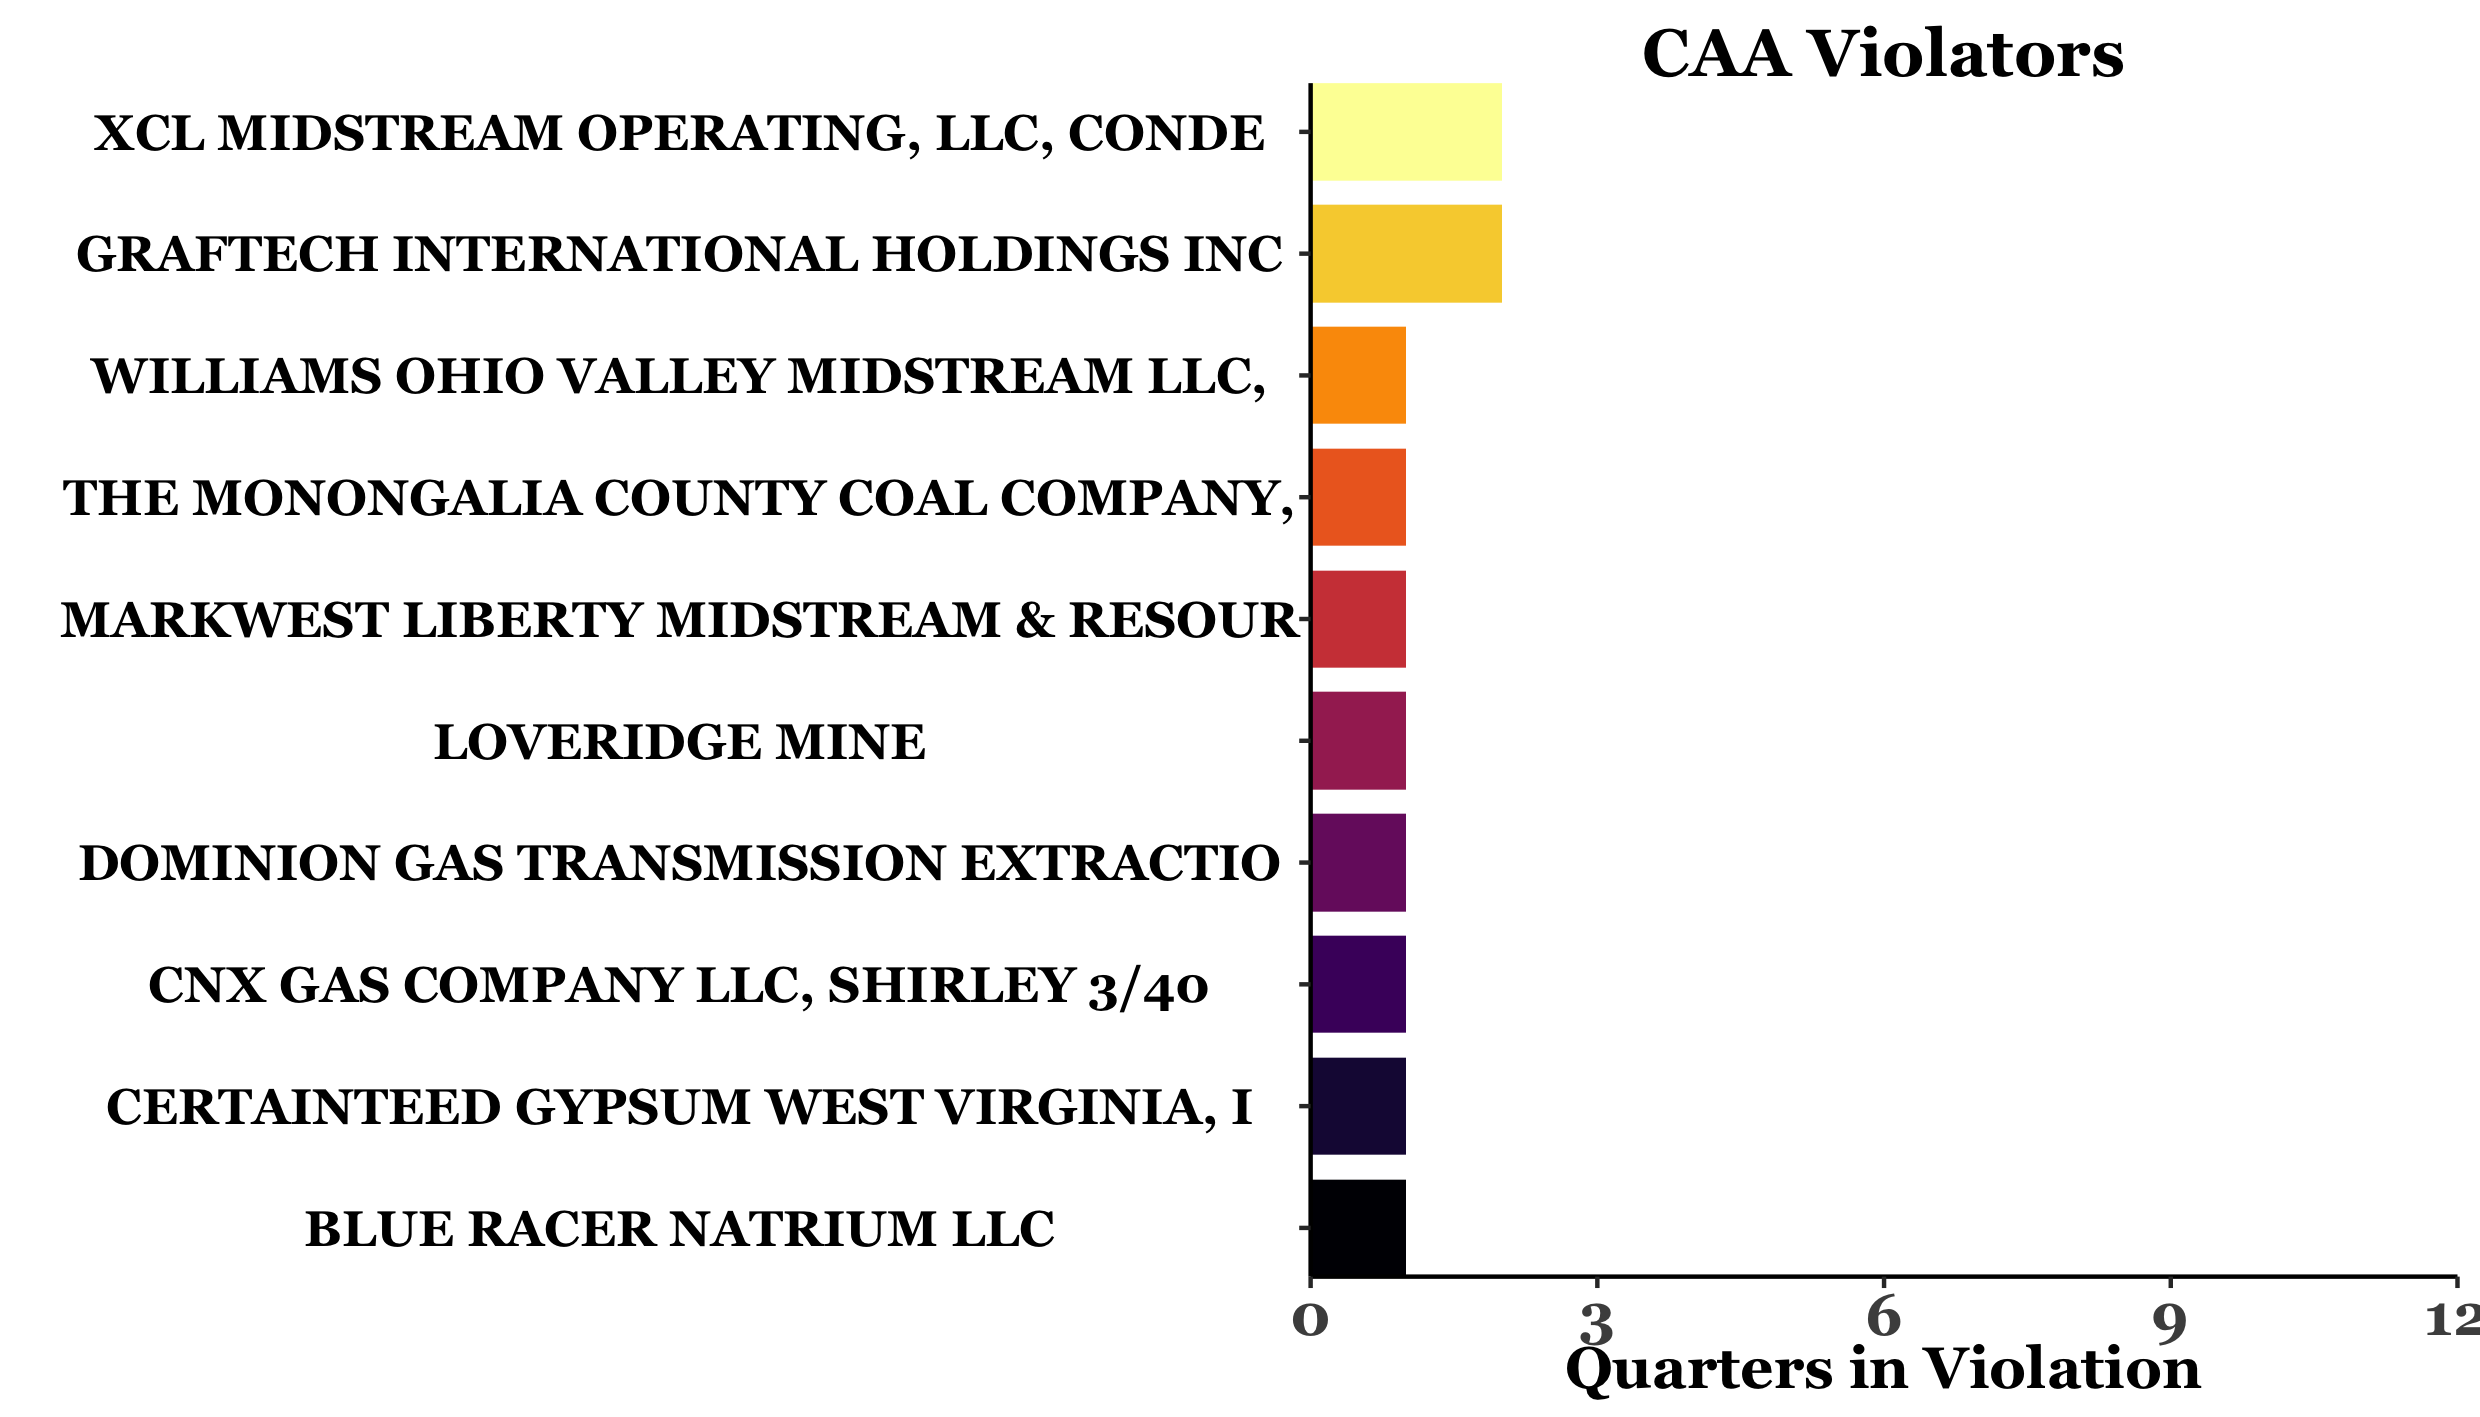 CAA Violators
XCL MIDSTREAM OPERATING, LLC, CONDE
GRAFTECH INTERNATIONAL HOLDINGS INC
WILLIAMS OHIO VALLEY MIDSTREAM LLC,
THE MONONGALIA COUNTY COAL COMPANY,
MARKWEST LIBERTY MIDSTREAM & RESOUR
LOVERIDGE MINE
DOMINION GAS TRANSMISSION EXTRACTIO
CNX GAS COMPANY LLC, SHIRLEY 3/40
CERTAINTEED GYPSUM WEST VIRGINIA, I
BLUE RACER NATRIUM LLC
0 3 6 9 12
Quarters in Violation